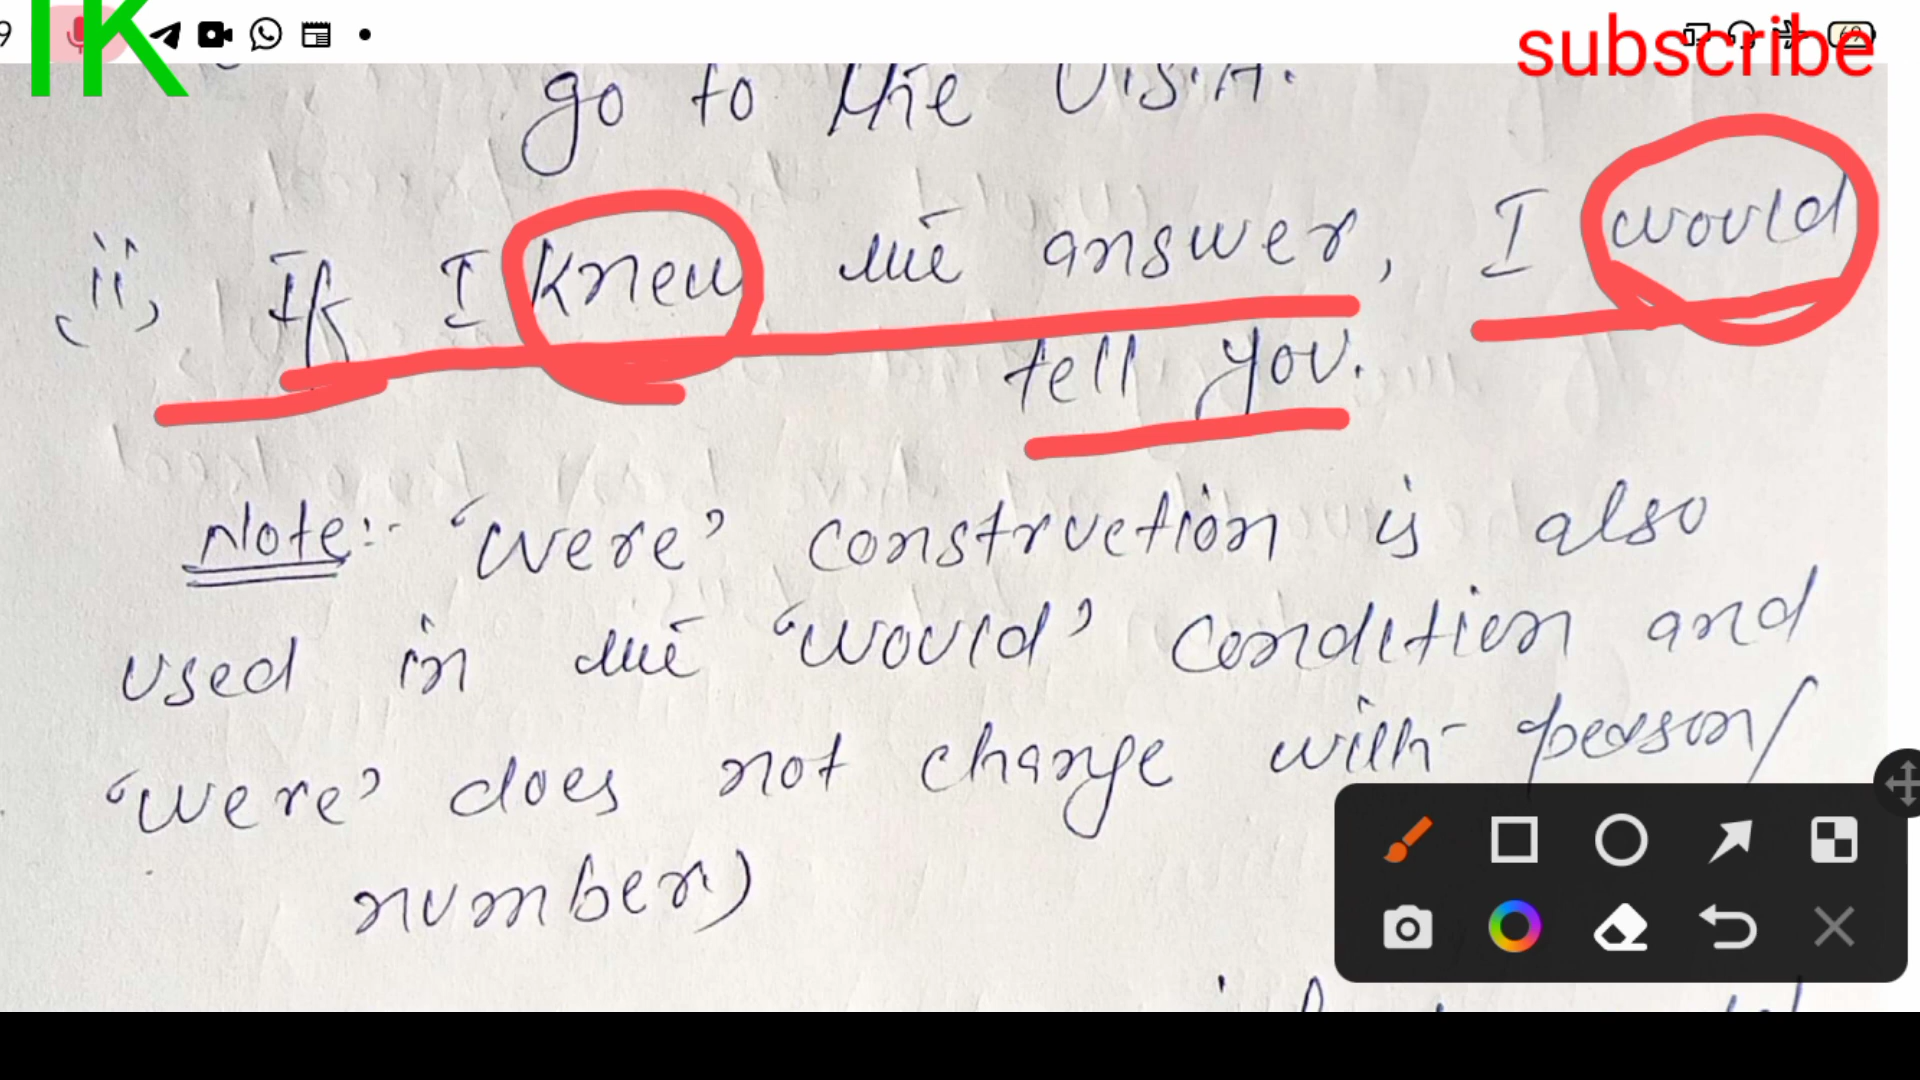 9 IK subscribe
go to the U.S.A.
ii, If I knew the answer, I would
tell you.
Note:- 'Were' construction is also
used in the 'would' condition and
'were' does not change with person/
number)